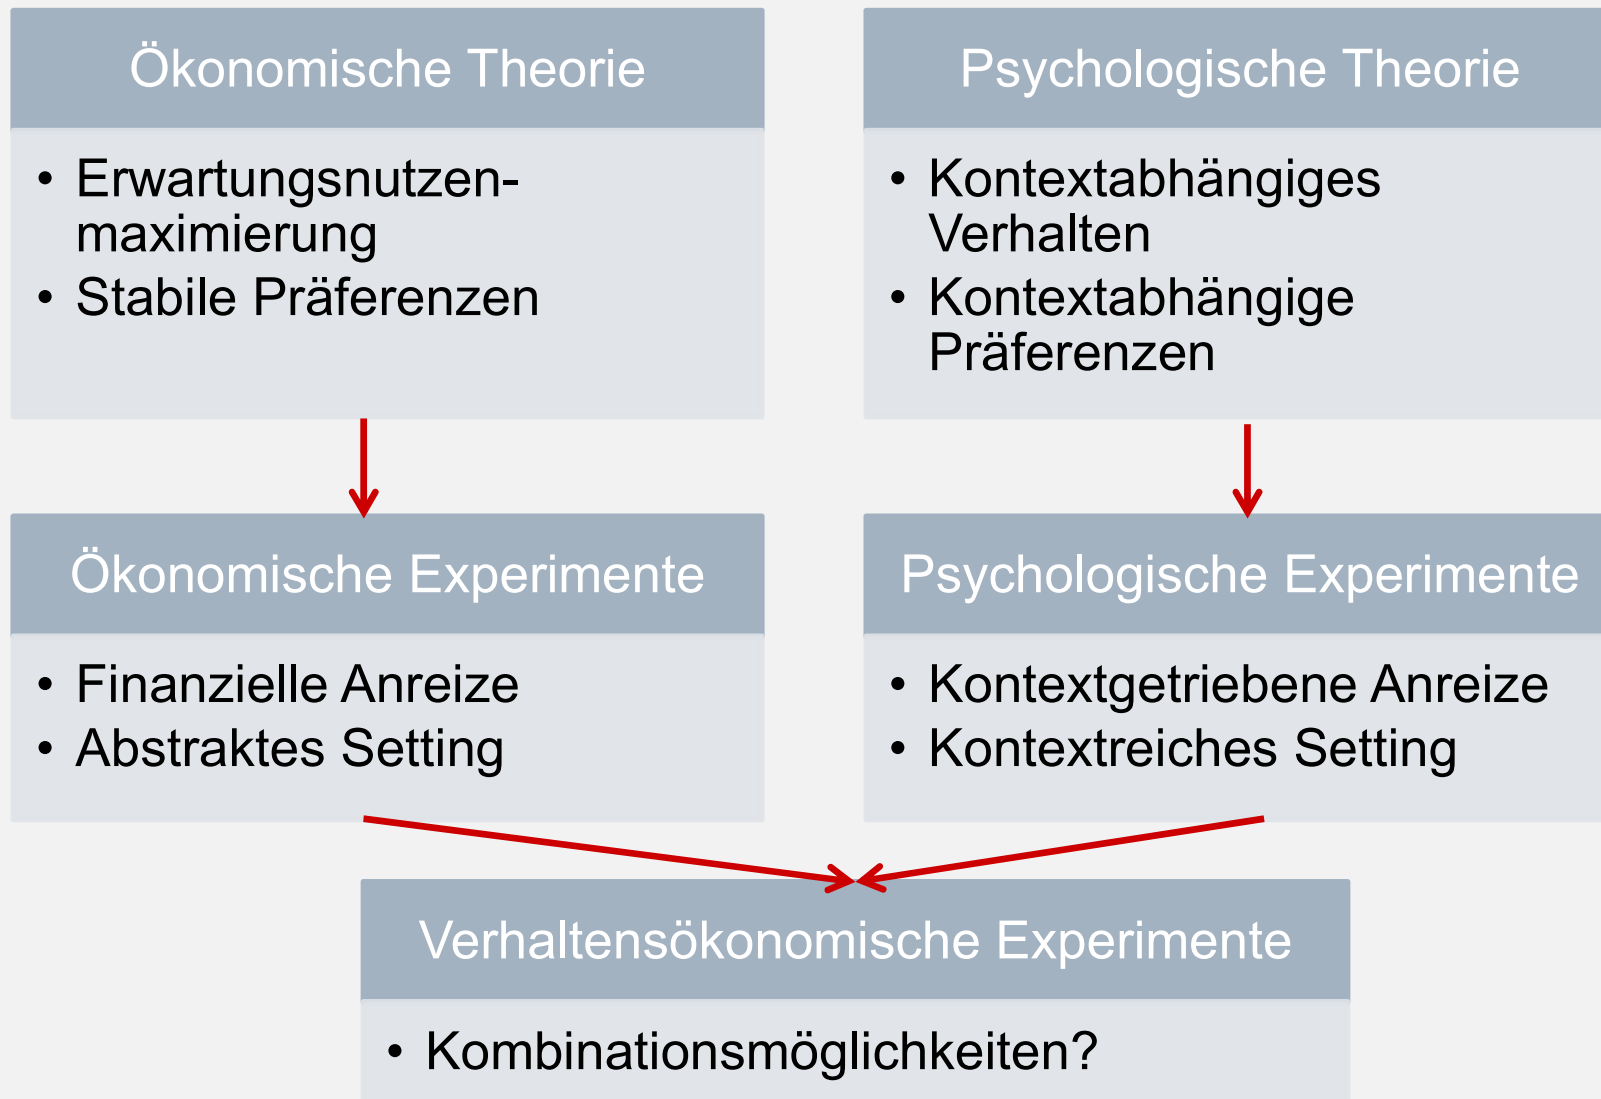 Ökonomische Theorie
• Erwartungsnutzen-
maximierung
• Stabile Präferenzen
Psychologische Theorie
• Kontextabhängiges
Verhalten
• Kontextabhängige
Präferenzen
Ökonomische Experimente
• Finanzielle Anreize
• Abstraktes Setting
Psychologische Experimente
• Kontextgetriebene Anreize
• Kontextreiches Setting
Verhaltensökonomische Experimente
• Kombinationsmöglichkeiten?